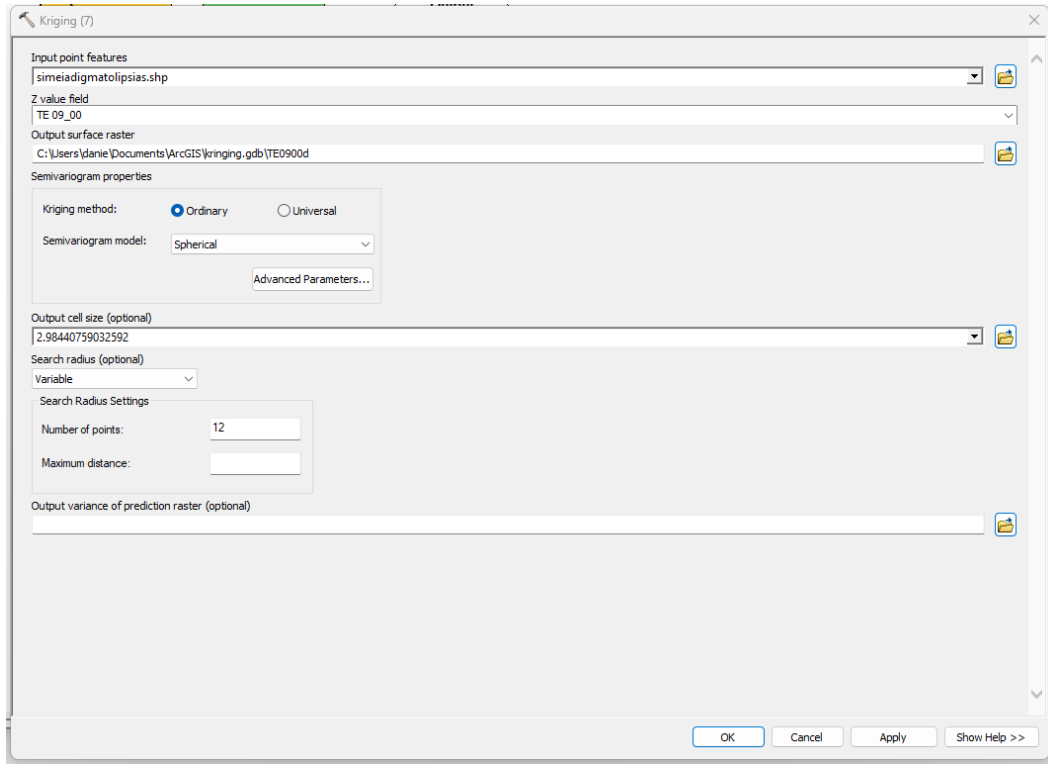 Kriging (7)
Input point features
simeiadigmatolipsias.shp
Z value field
TE 09_00
Output surface raster
C:\Users\danie\Documents\ArcGIS\kringing.gdb\TE0900d
Semivariogram properties
Kriging method: Ordinary Universal
Semivariogram model: Spherical
Advanced Parameters...
Output cell size (optional)
2.98440759032592
Search radius (optional)
Variable
Search Radius Settings
Number of points: 12
Maximum distance:
Output variance of prediction raster (optional)
OK Cancel Apply Show Help >>